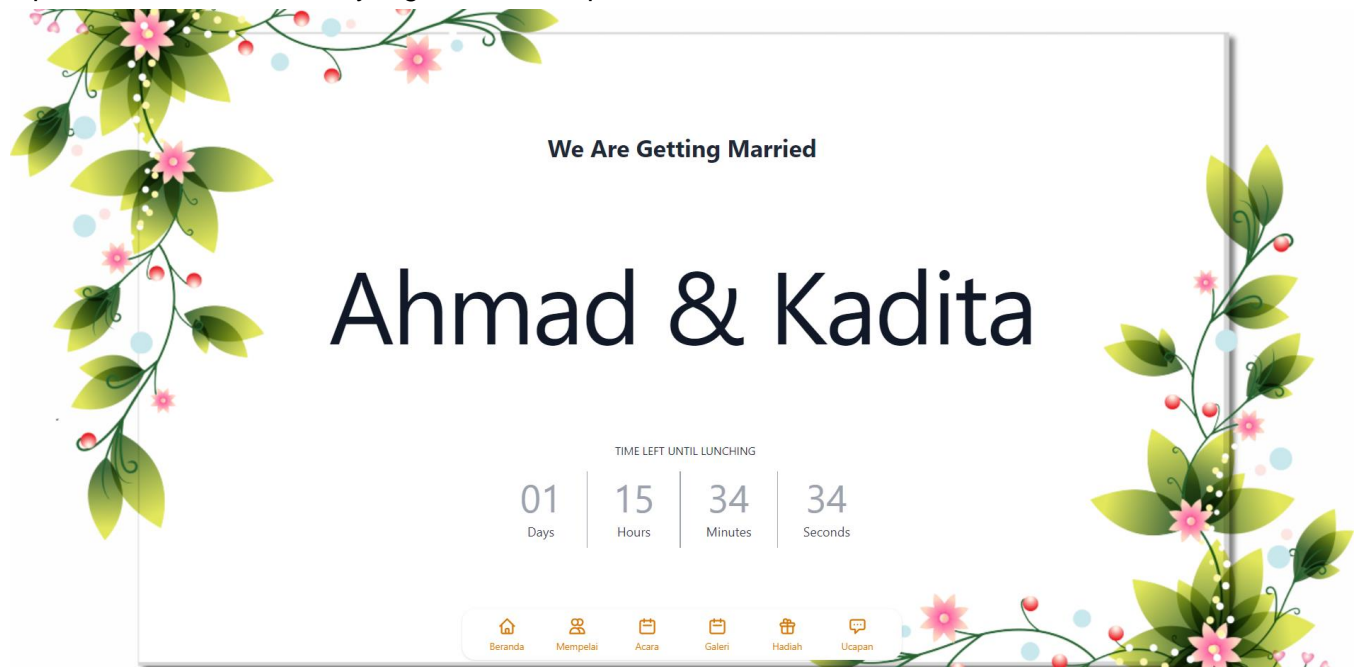 We Are Getting Married
Ahmad & Kadita
TIME LEFT UNTIL LUNCHING
01 15 34 34
Days Hours Minutes Seconds
Beranda Mempelai Acara Galeri Hadiah Ucapan